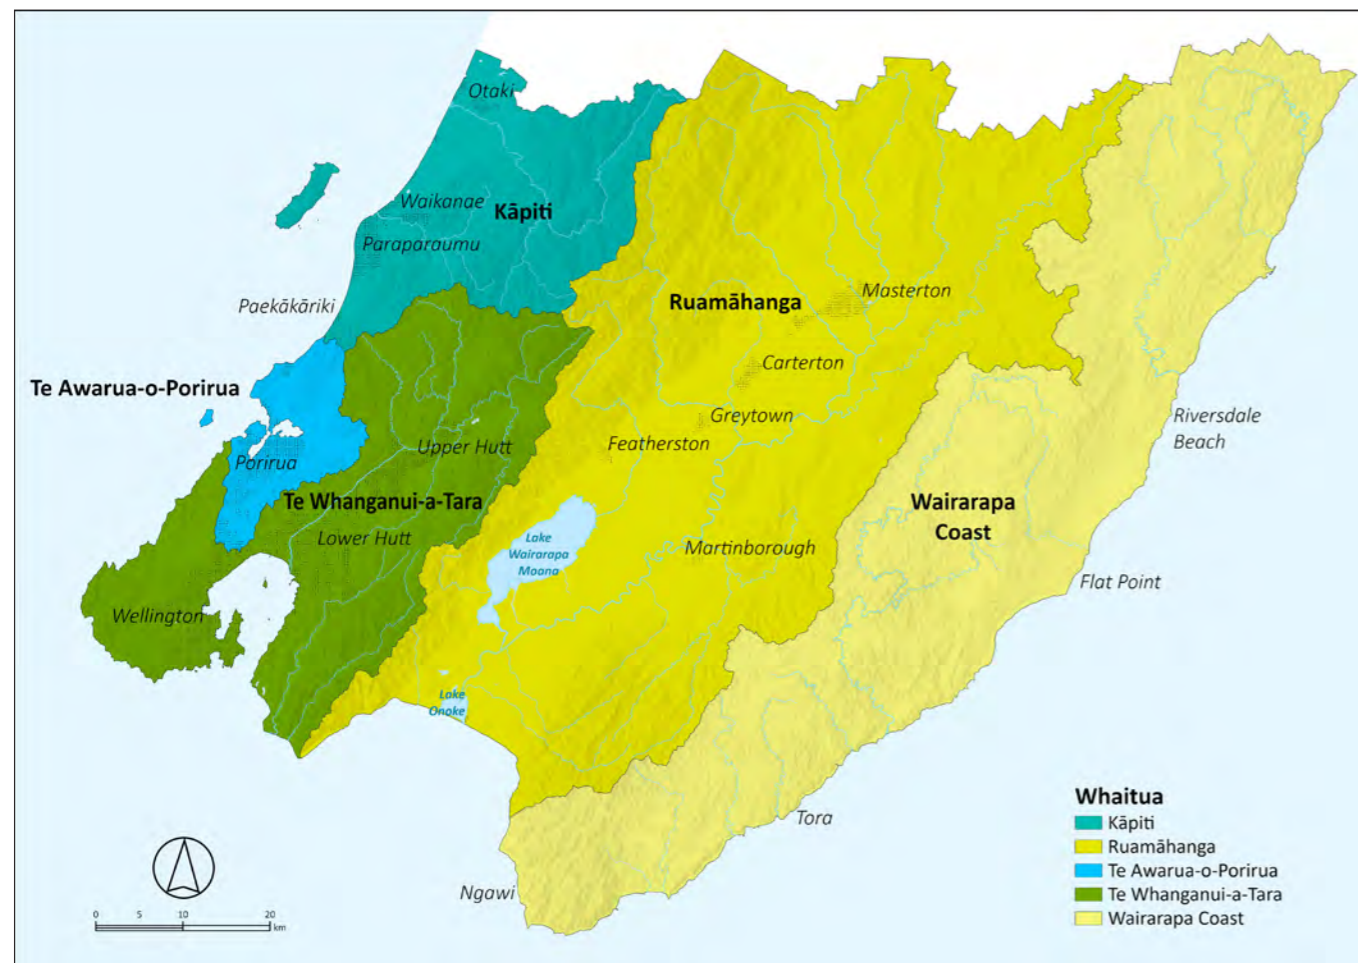 Otaki
Waikanae
Kāpiti
Paraparaumu
Paekākāriki
Ruamāhanga
Masterton
Carterton
Te Awarua-o-Porirua
Greytown
Riversdale
Beach
Upper Hutt
Featherston
Porirua
Te Whanganui-a-Tara
Wairarapa
Coast
Lower Hutt
Lake
Wairarapa
Moana
Martinborough
Flat Point
Wellington
Lake
Onoke
Tora
Ngawi
Whaitua
Kāpiti
Ruamāhanga
Te Awarua-o-Porirua
Te Whanganui-a-Tara
Wairarapa Coast
0 5 10 20
km